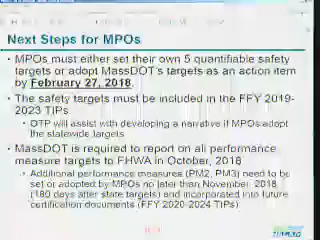 Next Steps for MPOs
• MPOs must either set their own 5 quantifiable safety
targets or adopt MassDOT's targets as an action item
by February 27, 2018.
• The safety targets must be included in the FFY 2019-
2023 TIPs
• OTP will assist with developing a narrative if MPOs adopt
the statewide targets
• MassDOT is required to report on all performance
measure targets to FHWA in October, 2018
• Additional performance measures (PM2, PM3) need to be
set or adopted by MPOs no later than November, 2018
(180 days after state targets) and incorporated into future
certification documents (FFY 2020-2024 TIPs)